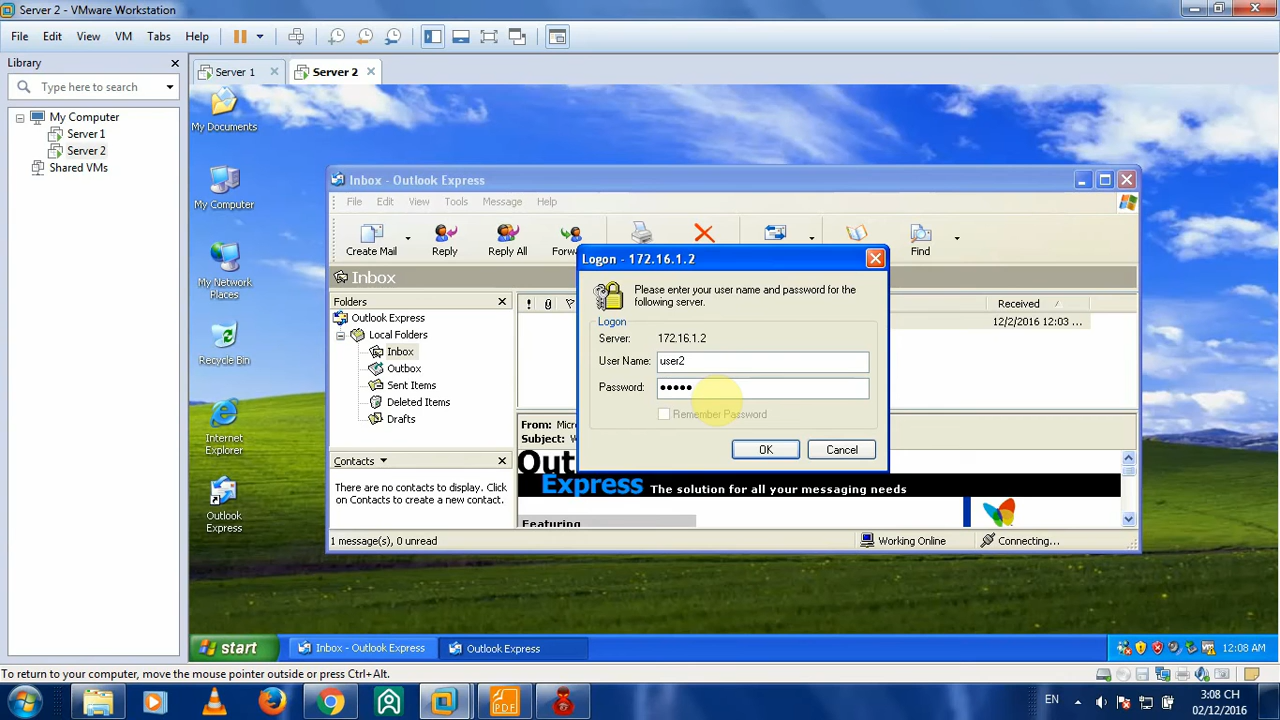 Server 2 - VMware Workstation
File Edit View VM Tabs Help
Library
Type here to search
My Computer
Server 1
Server 2
Shared VMs
Server 1
Server 2
My Documents
My Computer
My Network
Places
Recycle Bin
Internet
Explorer
Outlook
Express
Inbox - Outlook Express
File Edit View Tools Message Help
Create Mail Reply Reply All Find
Inbox
Folders
Outlook Express
Local Folders
Inbox
Outbox
Sent Items
Deleted Items
Drafts
Contacts
There are no contacts to display. Click
on Contacts to create a new contact.
! Received
12/2/2016 12:03 ...
From:
Subject:
Express The solution for all your messaging needs
Featuring
1 message(s), 0 unread
Working Online
Connecting...
Logon - 172.16.1.2
Please enter your user name and password for the
following server.
Logon
Server: 172.16.1.2
User Name: user2
Password: •••••
Remember Password
OK Cancel
start
Inbox - Outlook Express
Outlook Express
12:08 AM
To return to your computer, move the mouse pointer outside or press Ctrl+Alt.
PDF
EN
3:08 CH
02/12/2016